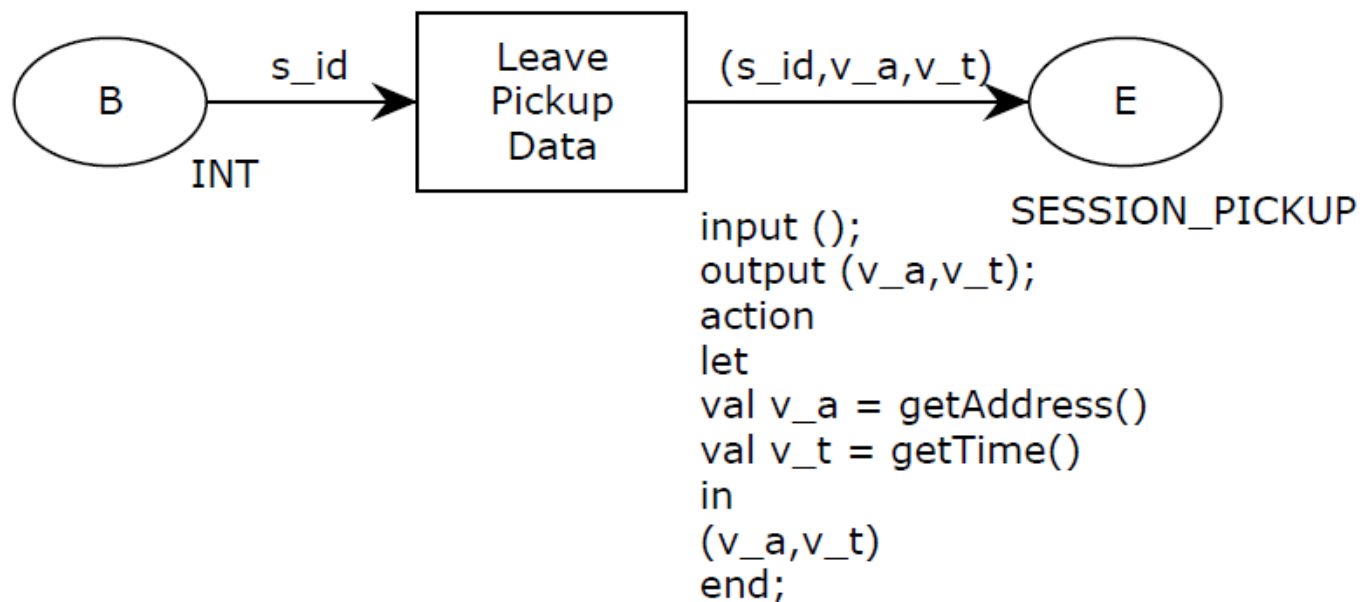 B
s_id
Leave
Pickup
Data
(s_id,v_a,v_t)
E
INT
SESSION_PICKUP
input ();
output (v_a,v_t);
action
let
val v_a = getAddress()
val v_t = getTime()
in
(v_a,v_t)
end;